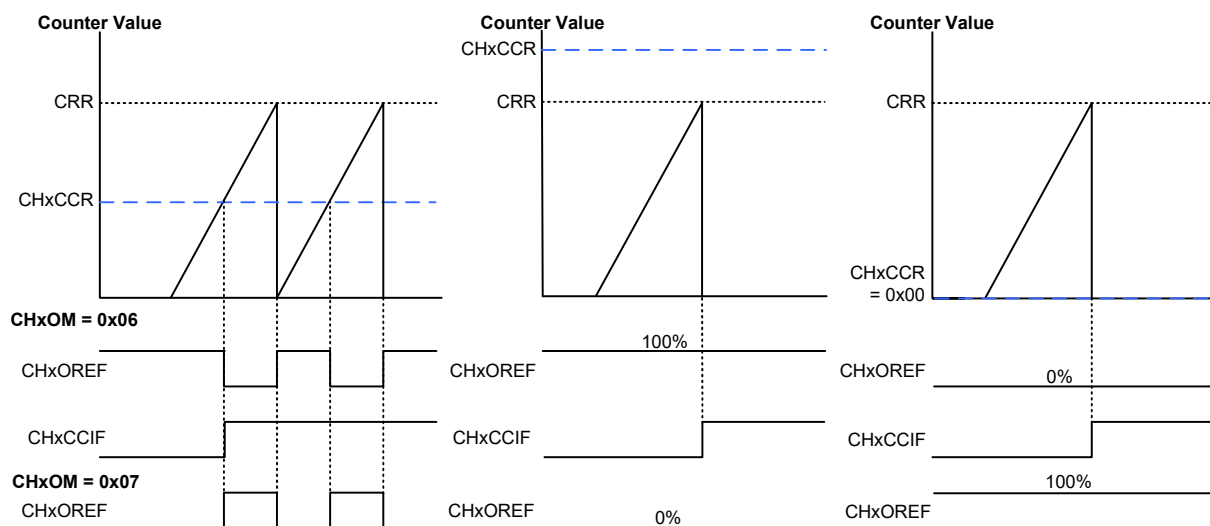 Counter Value
CRR
CHxCCR
CHxOM = 0x06
CHxOREF
CHxCCIF
CHxOM = 0x07
CHxOREF
Counter Value
CHxCCR
CRR
100%
CHxOREF
CHxCCIF
CHxOREF
0%
Counter Value
CRR
CHxCCR
= 0x00
CHxOREF
0%
CHxCCIF
100%
CHxOREF